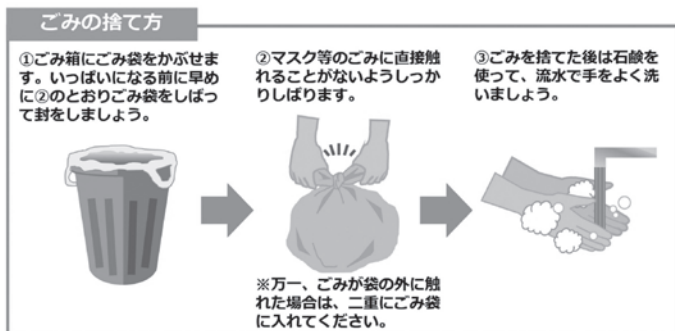 ごみの捨て方
①ごみ箱にごみ袋をかぶせま
す。いっぱいになる前に早め
に②のとおりごみ袋をしばっ
て封をしましょう。
②マスク等のごみに直接触
れることがないようしっか
りしばります。
※万一、ごみが袋の外に触
れた場合は、二重にごみ袋
に入れてください。
③ごみを捨てた後は石鹸を
使って、流水で手をよく洗
いましょう。